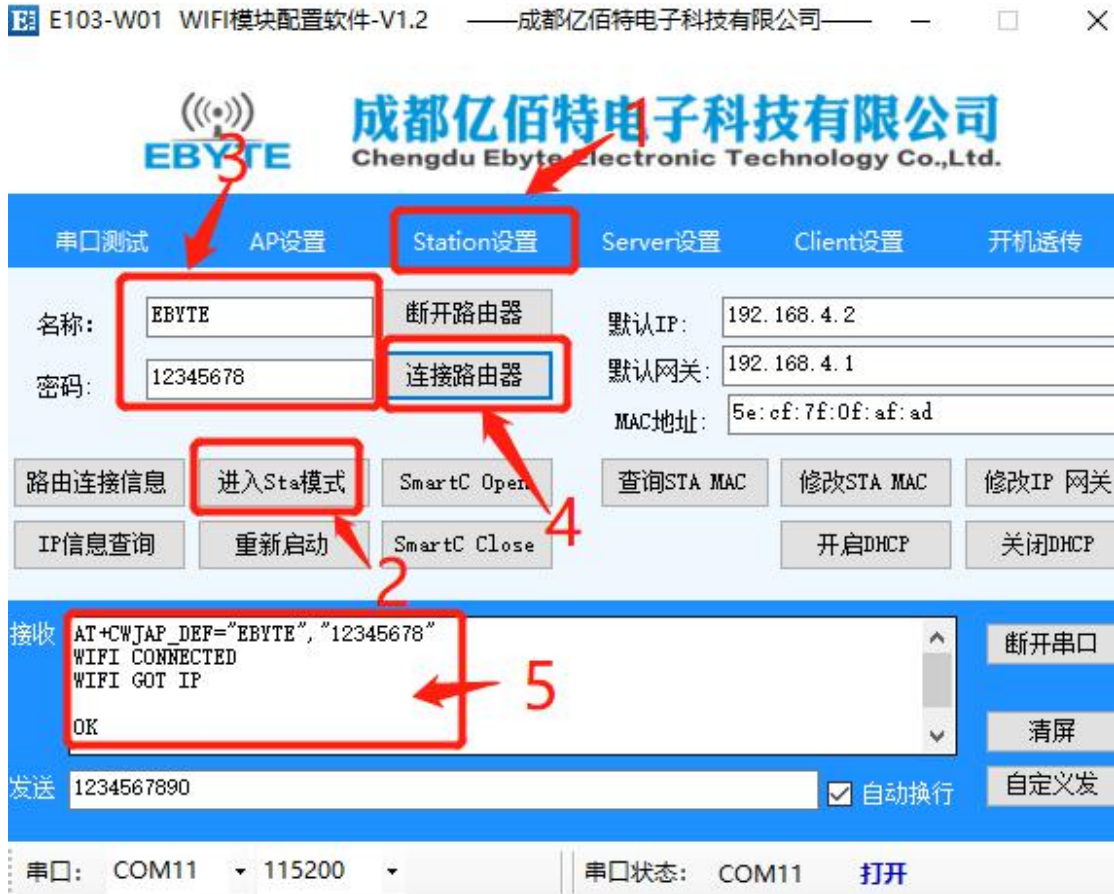 E103-W01 WIFI模块配置软件-V1.2 ——成都亿佰特电子科技有限公司——
EBYTE
成都亿佰特电子科技有限公司
Chengdu Ebyte Electronic Technology Co.,Ltd.
1
3
串口测试 AP设置 Station设置 Server设置 Client设置 开机透传
名称: EBYTE 断开路由器 默认IP: 192.168.4.2
密码: 12345678 连接路由器 默认网关: 192.168.4.1
MAC地址: 5e:cf:7f:0f:af:ad
路由连接信息 进入Sta模式 SmartC Open 查询STA MAC 修改STA MAC 修改IP 网关
4
IP信息查询 重新启动 SmartC Close 开启DHCP 关闭DHCP
2
接收 AT+CWJAP_DEF="EBYTE","12345678" 断开串口
WIFI CONNECTED
WIFI GOT IP
5
OK 清屏
发送 1234567890 自动换行 自定义发
串口: COM11 115200 串口状态: COM11 打开